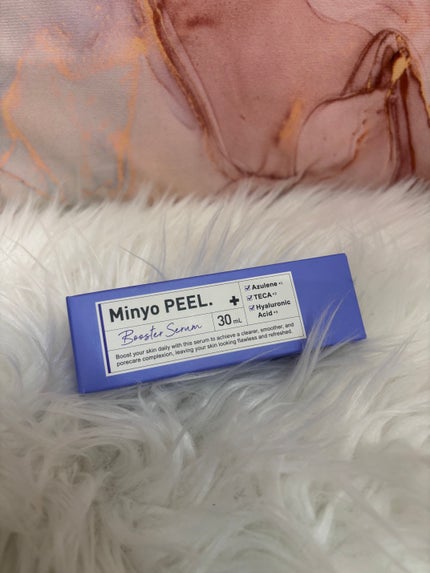 Minyo PEEL.
Booster Serum
30 mL
Azulene
TECA
Hyaluronic
Acid
Boost your skin daily with this serum to achieve a clearer, smoother, and
porecare complexion, leaving your skin looking flawless and refreshed.